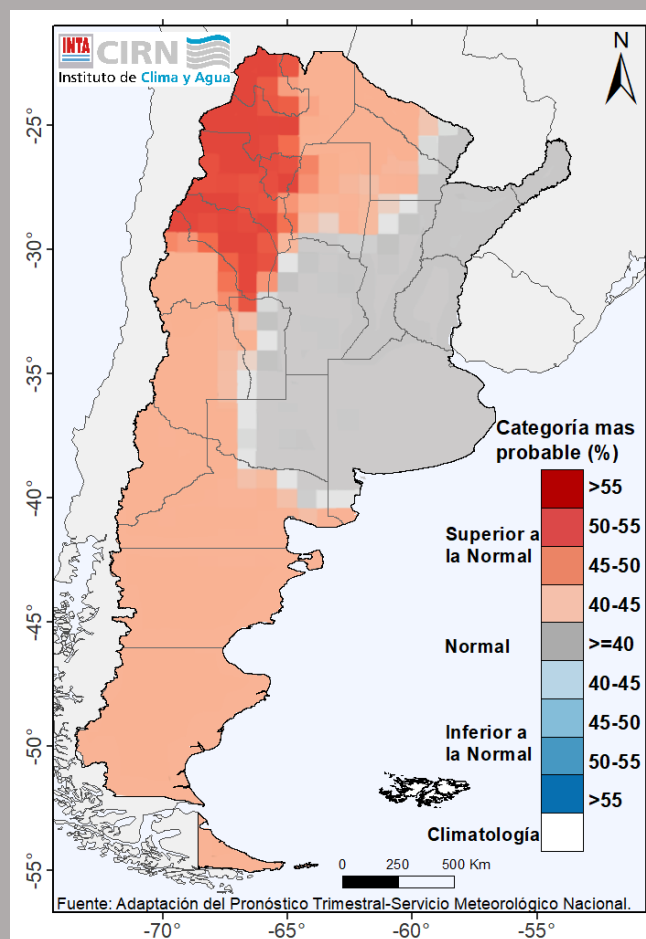 INTA CIRN
Instituto de Clima y Agua
N
-25°
-30°
-35°
-40°
-45°
-50°
-55°
Categoría mas
probable (%)
>55
50-55
Superior a
la Normal
45-50
40-45
Normal
>=40
40-45
45-50
Inferior a
la Normal
50-55
>55
Climatología
0 250 500 Km
Fuente: Adaptación del Pronóstico Trimestral-Servicio Meteorológico Nacional.
-70° -65° -60° -55°